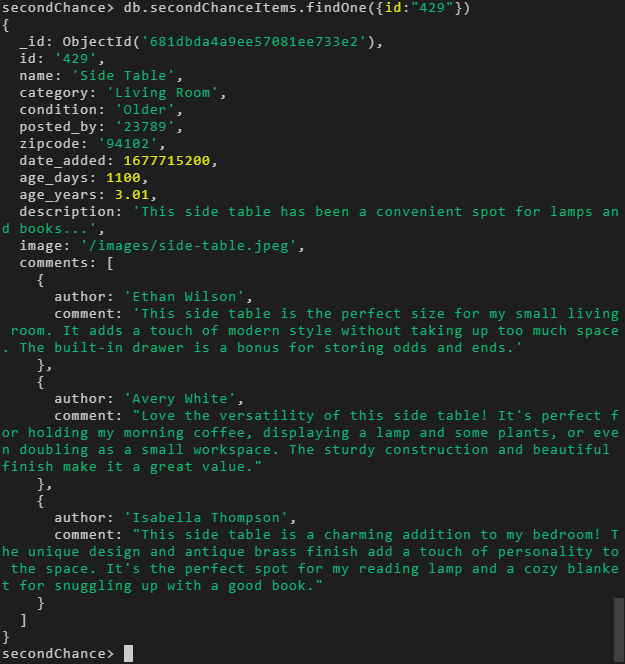 secondChance> db.secondChanceItems.findOne({id:"429"})
{
  _id: ObjectId('681dbda4a9ee57081ee733e2'),
  id: '429',
  name: 'Side Table',
  category: 'Living Room',
  condition: 'Older',
  posted_by: '23789',
  zipcode: '94102',
  date_added: 1677715200,
  age_days: 1100,
  age_years: 3.01,
  description: 'This side table has been a convenient spot for lamps an
d books...',
  image: '/images/side-table.jpeg',
  comments: [
    {
      author: 'Ethan Wilson',
      comment: 'This side table is the perfect size for my small living
 room. It adds a touch of modern style without taking up too much space
. The built-in drawer is a bonus for storing odds and ends.'
    },
    {
      author: 'Avery White',
      comment: "Love the versatility of this side table! It's perfect f
or holding my morning coffee, displaying a lamp and some plants, or eve
n doubling as a small workspace. The sturdy construction and beautiful
finish make it a great value."
    },
    {
      author: 'Isabella Thompson',
      comment: "This side table is a charming addition to my bedroom! T
he unique design and antique brass finish add a touch of personality to
 the space. It's the perfect spot for my reading lamp and a cozy blanke
t for snuggling up with a good book."
    }
  ]
}
secondChance>